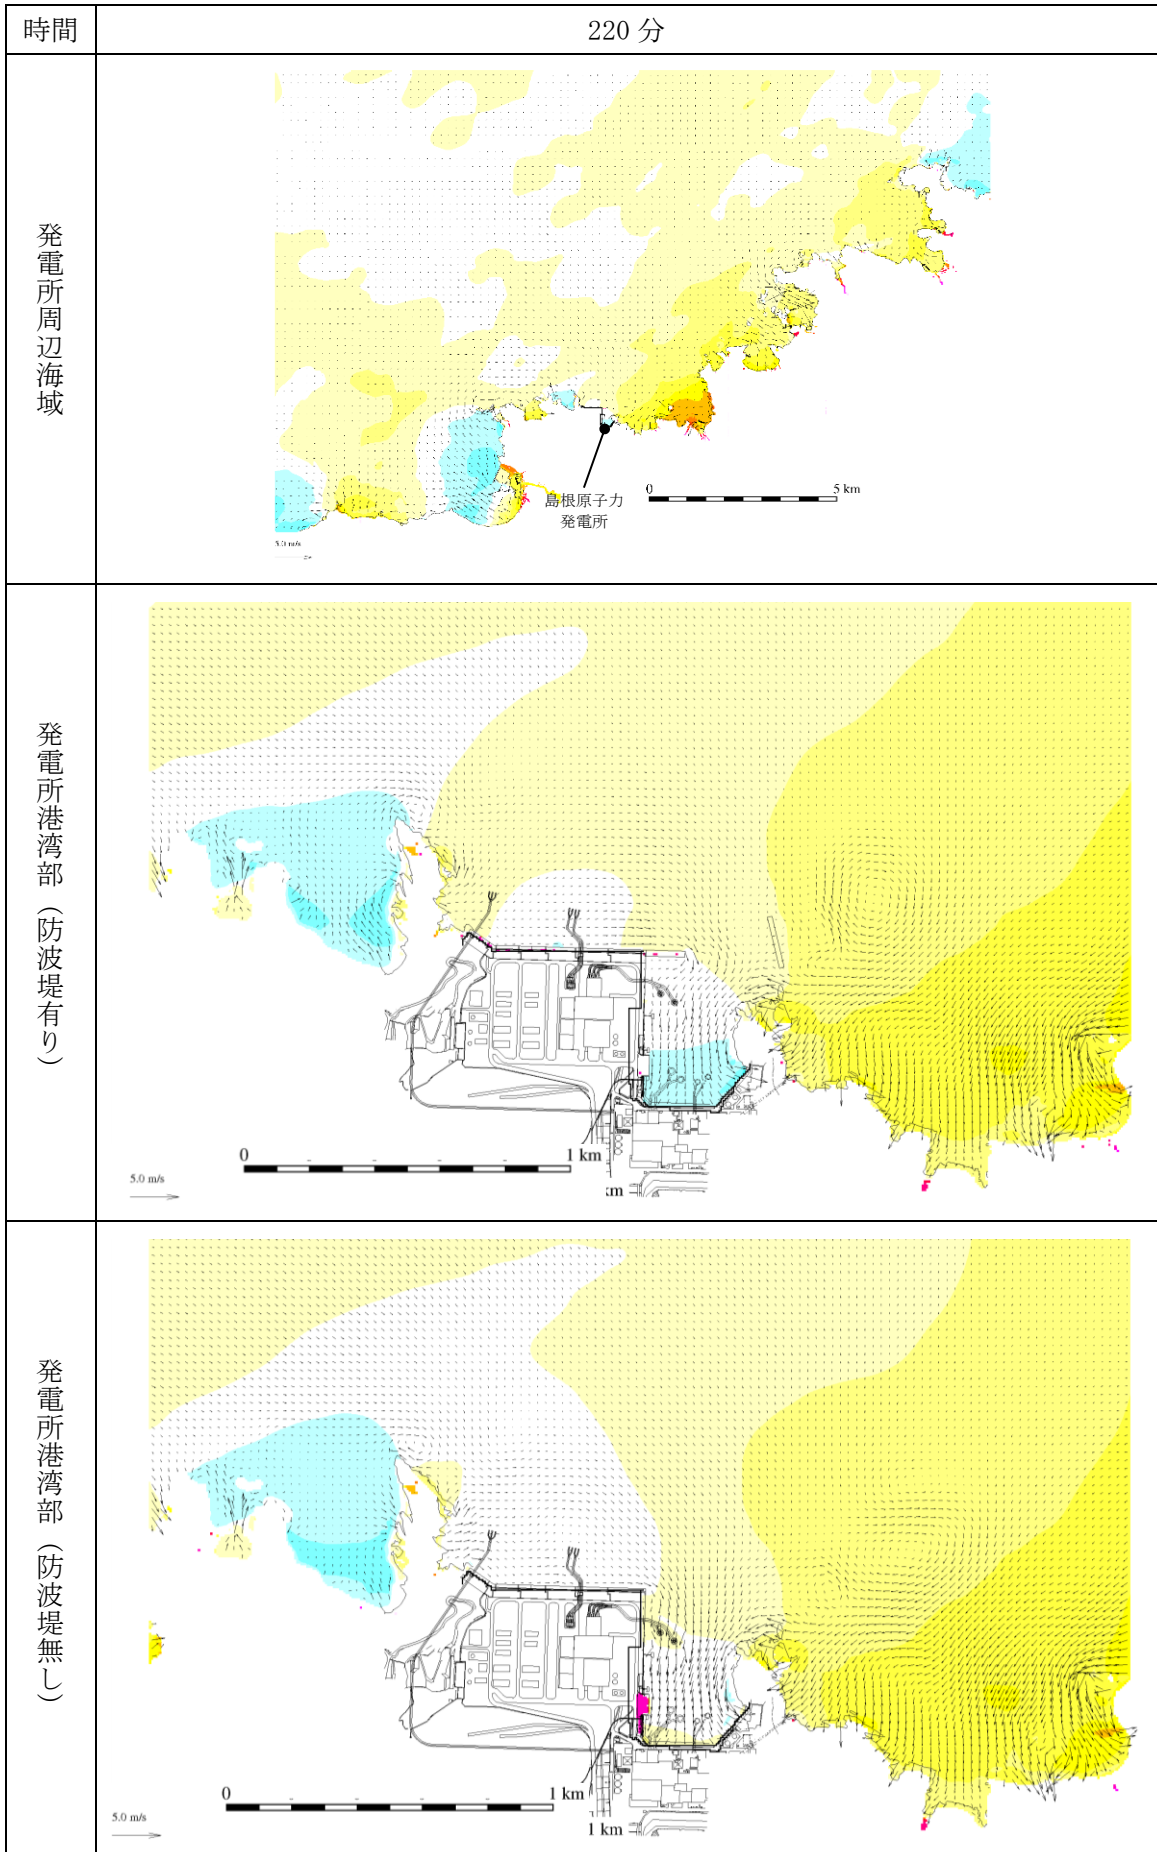 時間
220 分
発電所周辺海域
島根原子力
発電所
0
5 km
5.0 m/s
発電所港湾部（防波堤有り）
0
1 km
5.0 m/s
km
発電所港湾部（防波堤無し）
0
1 km
5.0 m/s
1 km